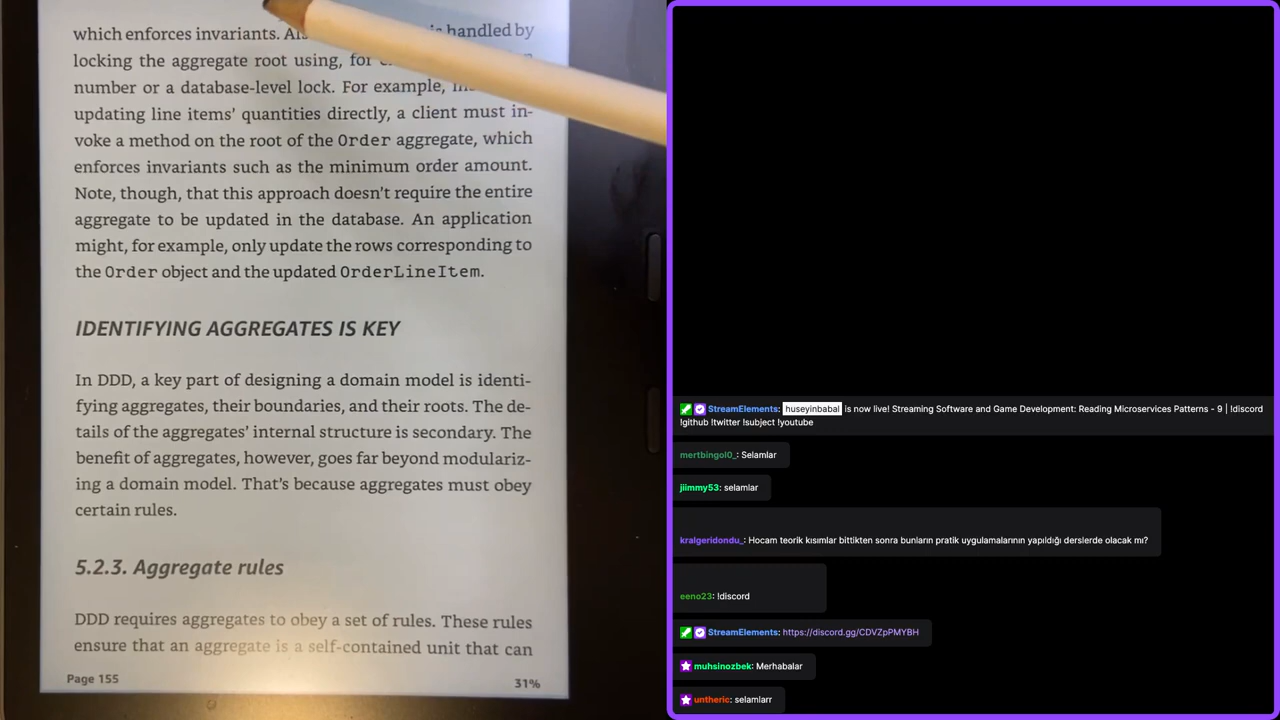 which enforces invariants. handled by
locking the aggregate root using, for
number or a database-level lock. For example,
updating line items' quantities directly, a client must in-
voke a method on the root of the Order aggregate, which
enforces invariants such as the minimum order amount.
Note, though, that this approach doesn't require the entire
aggregate to be updated in the database. An application
might, for example, only update the rows corresponding to
the Order object and the updated OrderLineItem.
IDENTIFYING AGGREGATES IS KEY
In DDD, a key part of designing a domain model is identi-
fying aggregates, their boundaries, and their roots. The de-
tails of the aggregates' internal structure is secondary. The
benefit of aggregates, however, goes far beyond modulariz-
ing a domain model. That's because aggregates must obey
certain rules.
5.2.3. Aggregate rules
DDD requires aggregates to obey a set of rules. These rules
ensure that an aggregate is a self-contained unit that can
Page 155
31%
StreamElements: huseyinbabal Is now live! Streaming Software and Game Development: Reading Microservices Patterns - 9 | !discord
!github !twitter !subject !youtube
mertbingol0_: Selamlar
jiimmy53: selamlar
kralgeridondu_: Hocam teorik kısımlar bittikten sonra bunların pratik uygulamalarının yapıldığı derslerde olacak mı?
eeno23: !discord
StreamElements: https://discord.gg/CDVZpPMYBH
muhsinozbek: Merhabalar
untheric: selamlarr